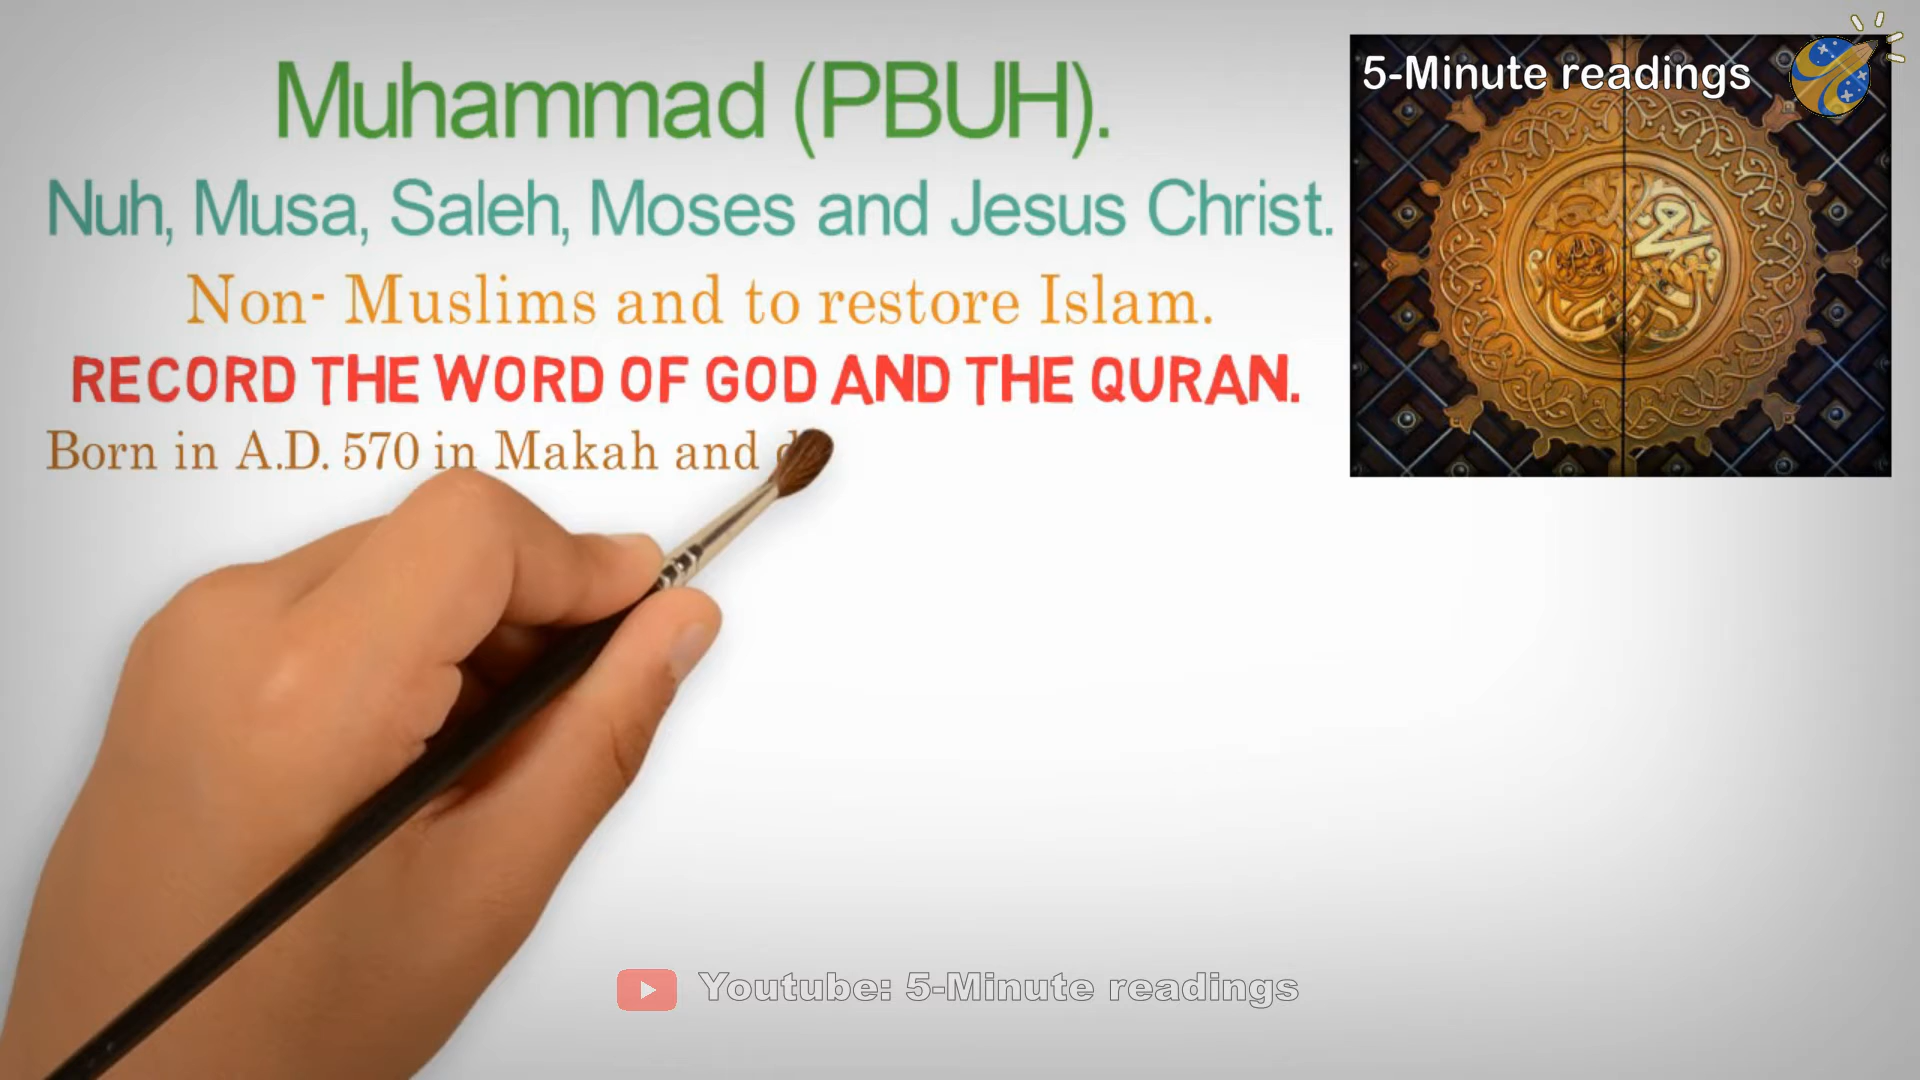 Muhammad (PBUH).
Nuh, Musa, Saleh, Moses and Jesus Christ.
Non- Muslims and to restore Islam.
RECORD THE WORD OF GOD AND THE QURAN.
Born in A.D. 570 in Makah and
5-Minute readings
Youtube: 5-Minute readings